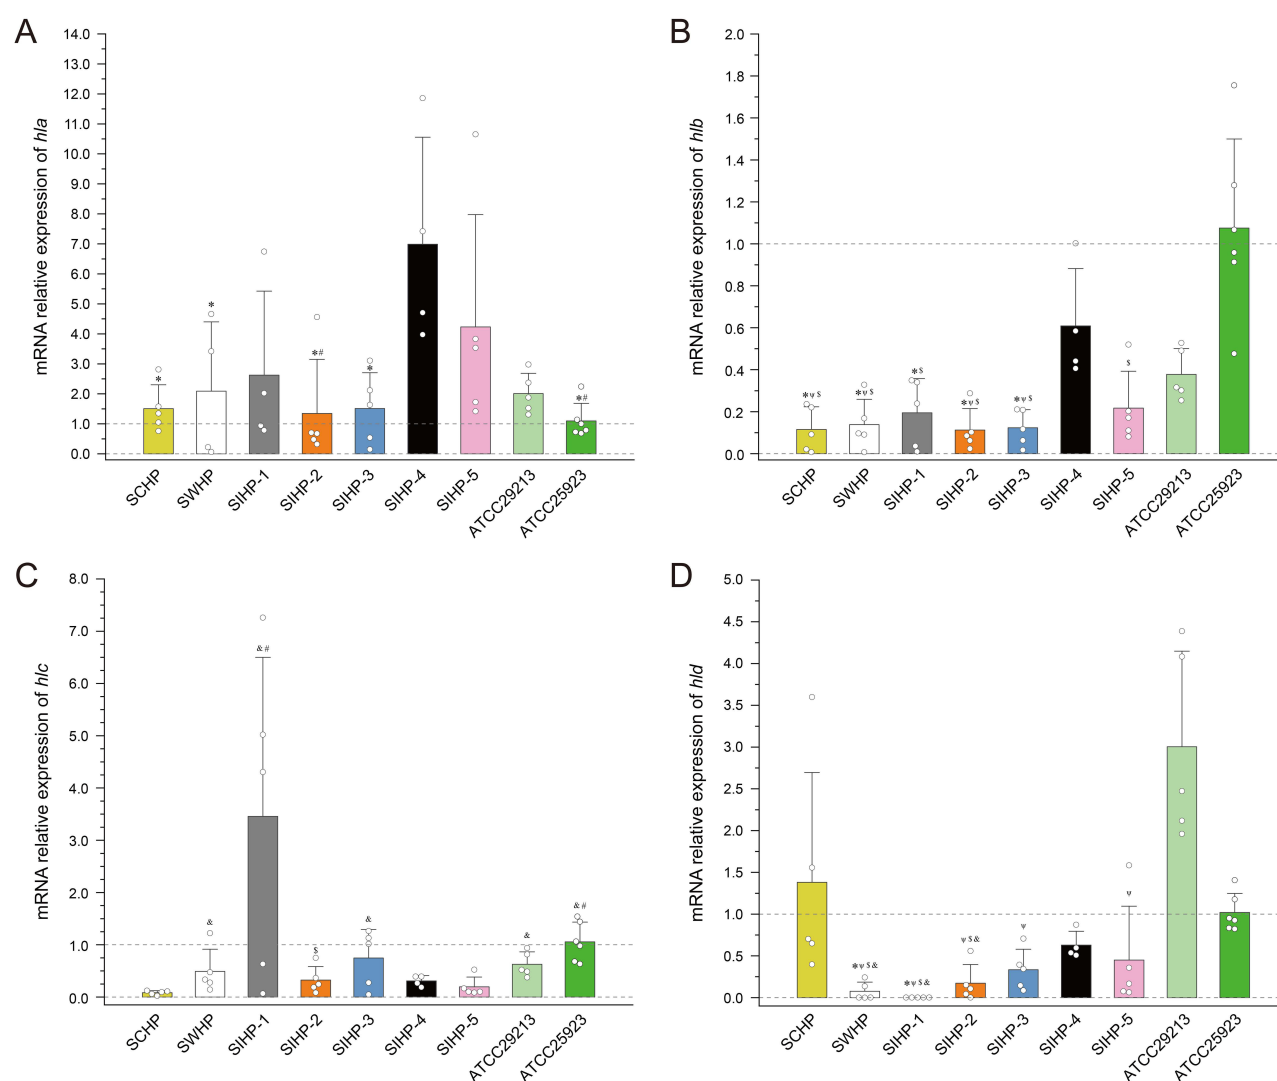 A
mRNA relative expression of hla
14.0
13.0
12.0
11.0
10.0
9.0
8.0
7.0
6.0
5.0
4.0
3.0
2.0
1.0
0.0
*
*
*#
*
*#
SCHP
SWHP
SIHP-1
SIHP-2
SIHP-3
SIHP-4
SIHP-5
ATCC29213
ATCC25923
B
mRNA relative expression of hlb
2.0
1.8
1.6
1.4
1.2
1.0
0.8
0.6
0.4
0.2
0.0
*ψ$
*ψ$
*$
*ψ$
*ψ$
$
SCHP
SWHP
SIHP-1
SIHP-2
SIHP-3
SIHP-4
SIHP-5
ATCC29213
ATCC25923
C
mRNA relative expression of hlc
8.0
7.0
6.0
5.0
4.0
3.0
2.0
1.0
0.0
&
&#
$
&
&
&#
SCHP
SWHP
SIHP-1
SIHP-2
SIHP-3
SIHP-4
SIHP-5
ATCC29213
ATCC25923
D
mRNA relative expression of hld
5.0
4.5
4.0
3.5
3.0
2.5
2.0
1.5
1.0
0.5
0.0
*ψ$&
*ψ$&
ψ$&
ψ
ψ
SCHP
SWHP
SIHP-1
SIHP-2
SIHP-3
SIHP-4
SIHP-5
ATCC29213
ATCC25923